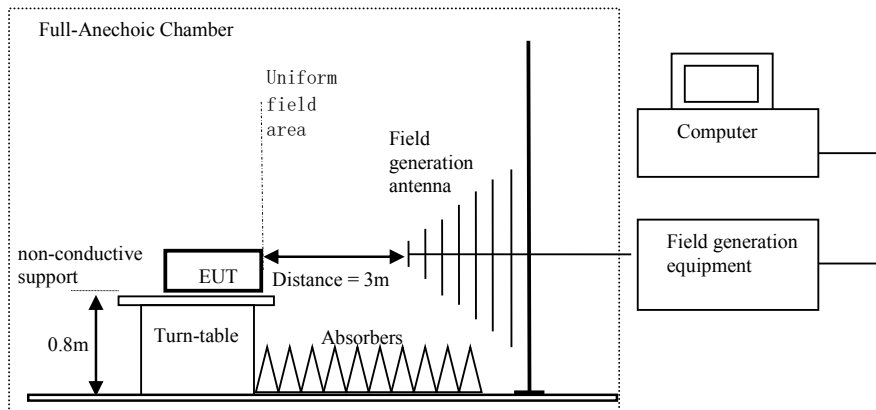 Full-Anechoic Chamber
Uniform
field
area
Field
generation
antenna
Computer
non-conductive
support
EUT
Distance = 3m
Field generation
equipment
0.8m
Turn-table
Absorbers